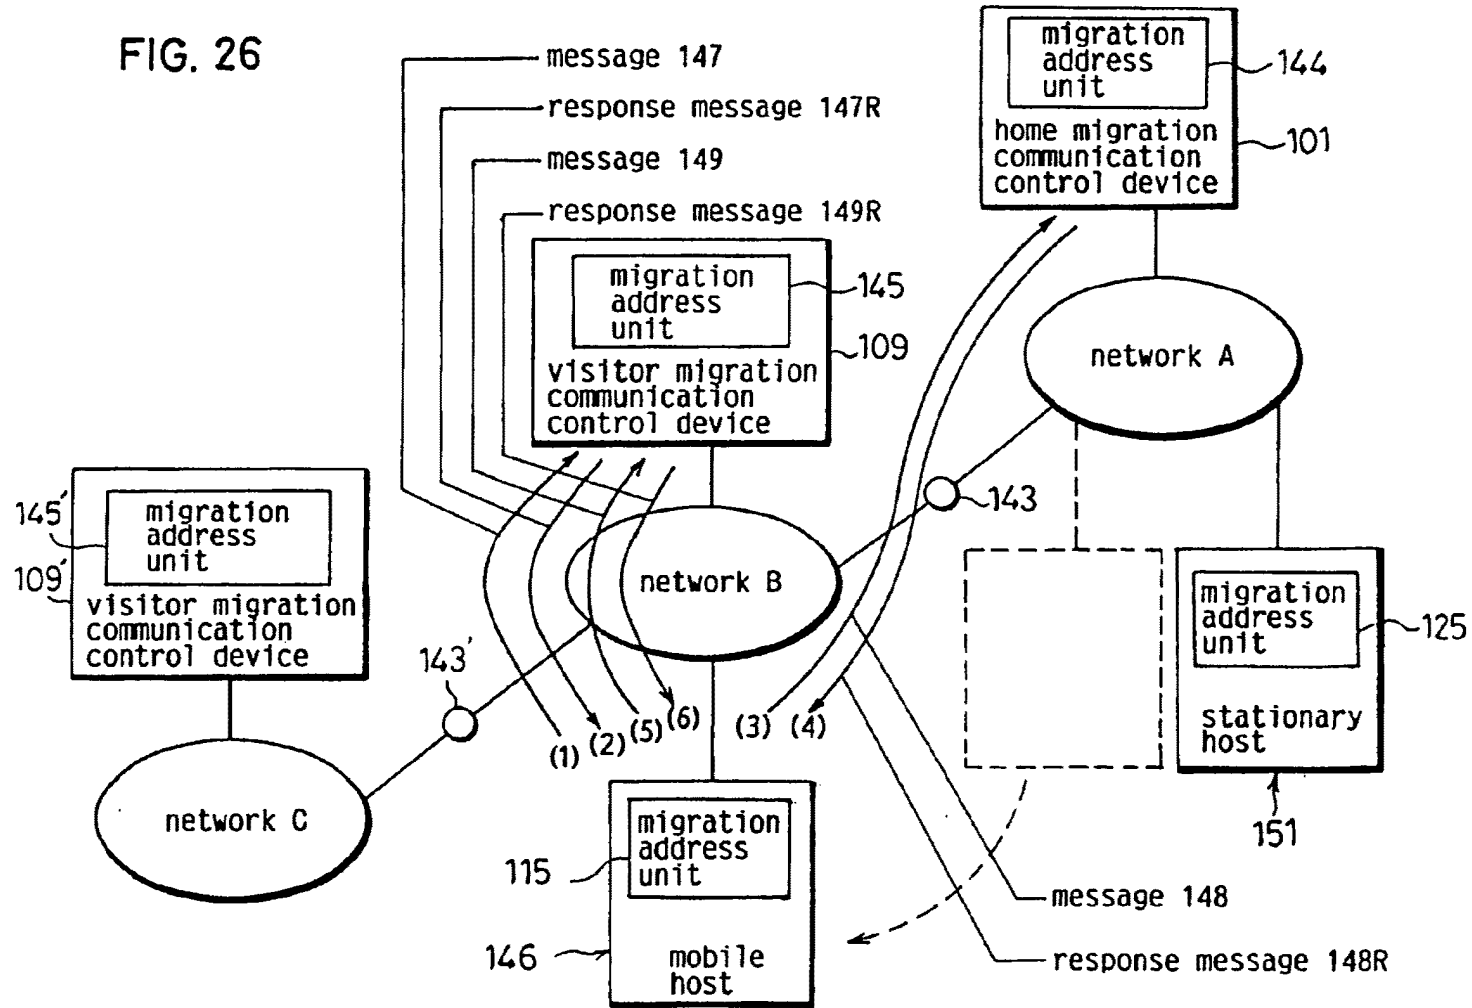 FIG. 26
message 147
response message 147R
message 149
response message 149R
migration
address
unit
144
home migration
communication
control device
101
migration
address
unit
145
visitor migration
communication
control device
109
network A
143
145'
migration
address
unit
109'
visitor migration
communication
control device
network B
143'
migration
address
unit
125
stationary
host
151
(1)
(2)
(5)
(6)
(3)
(4)
network C
115
migration
address
unit
146
mobile
host
message 148
response message 148R